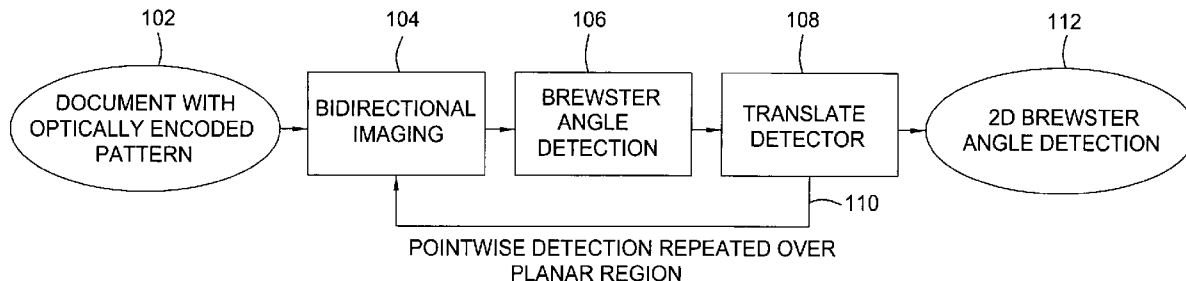 102
104
106
108
112
DOCUMENT WITH
OPTICALLY ENCODED
PATTERN
BIDIRECTIONAL
IMAGING
BREWSTER
ANGLE
DETECTION
TRANSLATE
DETECTOR
2D BREWSTER
ANGLE DETECTION
110
POINTWISE DETECTION REPEATED OVER
PLANAR REGION